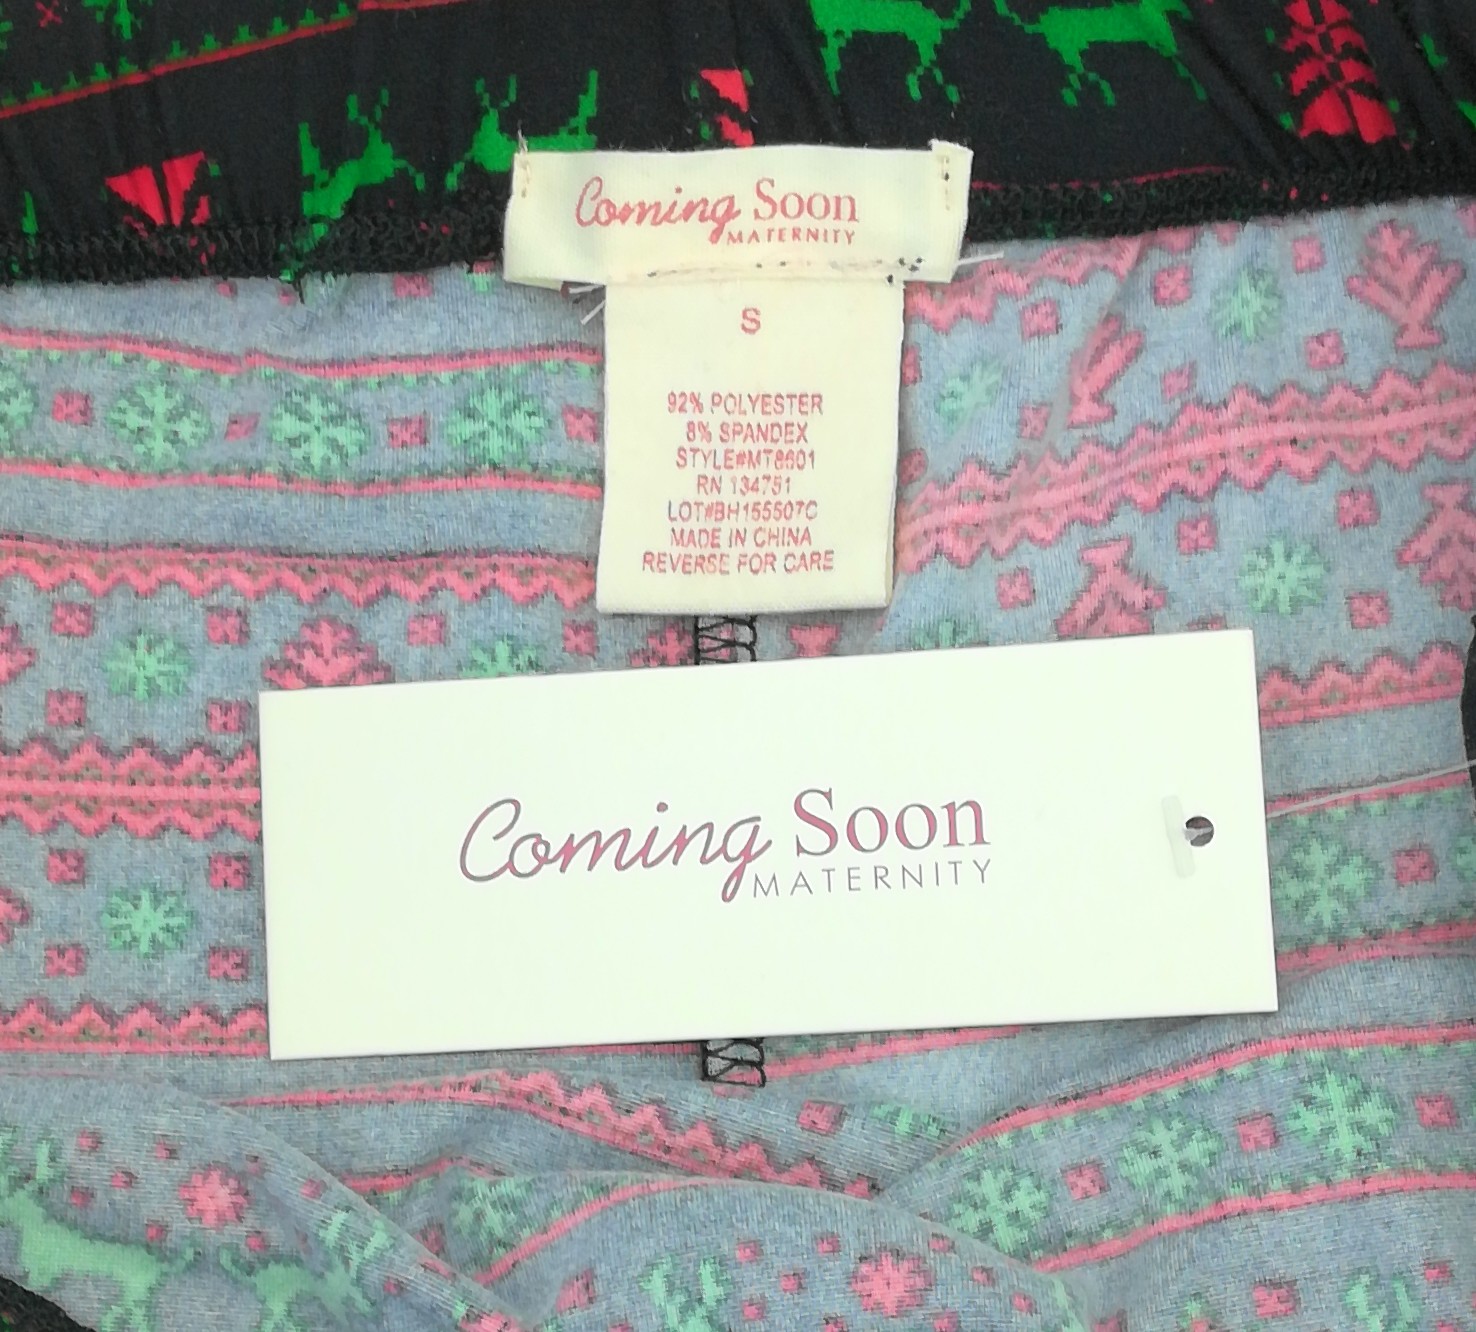 Coming Soon
MATERNITY
S
92% POLYESTER
8% SPANDEX
STYLE#MT8601
RN 134751
LOT#BH155507C
MADE IN CHINA
REVERSE FOR CARE
Coming Soon
MATERNITY